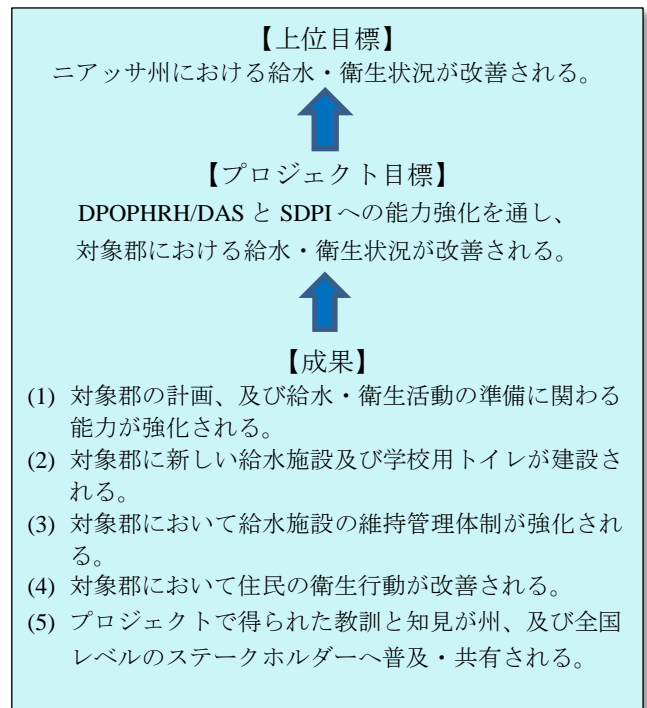 【上位目標】
ニアッサ州における給水・衛生状況が改善される。
【プロジェクト目標】
DPOPHRH/DAS と SDPI への能力強化を通し、
対象郡における給水・衛生状況が改善される。
【成果】
(1) 対象郡の計画、及び給水・衛生活動の準備に関わる
能力が強化される。
(2) 対象郡に新しい給水施設及び学校用トイレが建設さ
れる。
(3) 対象郡において給水施設の維持管理体制が強化され
る。
(4) 対象郡において住民の衛生行動が改善される。
(5) プロジェクトで得られた教訓と知見が州、及び全国
レベルのステークホルダーへ普及・共有される。